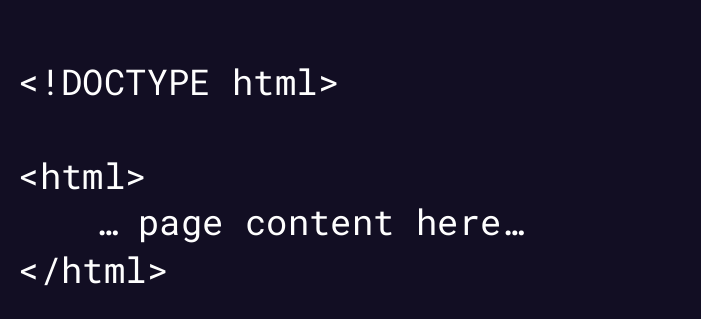 <!DOCTYPE html>
<html>
… page content here…
</html>